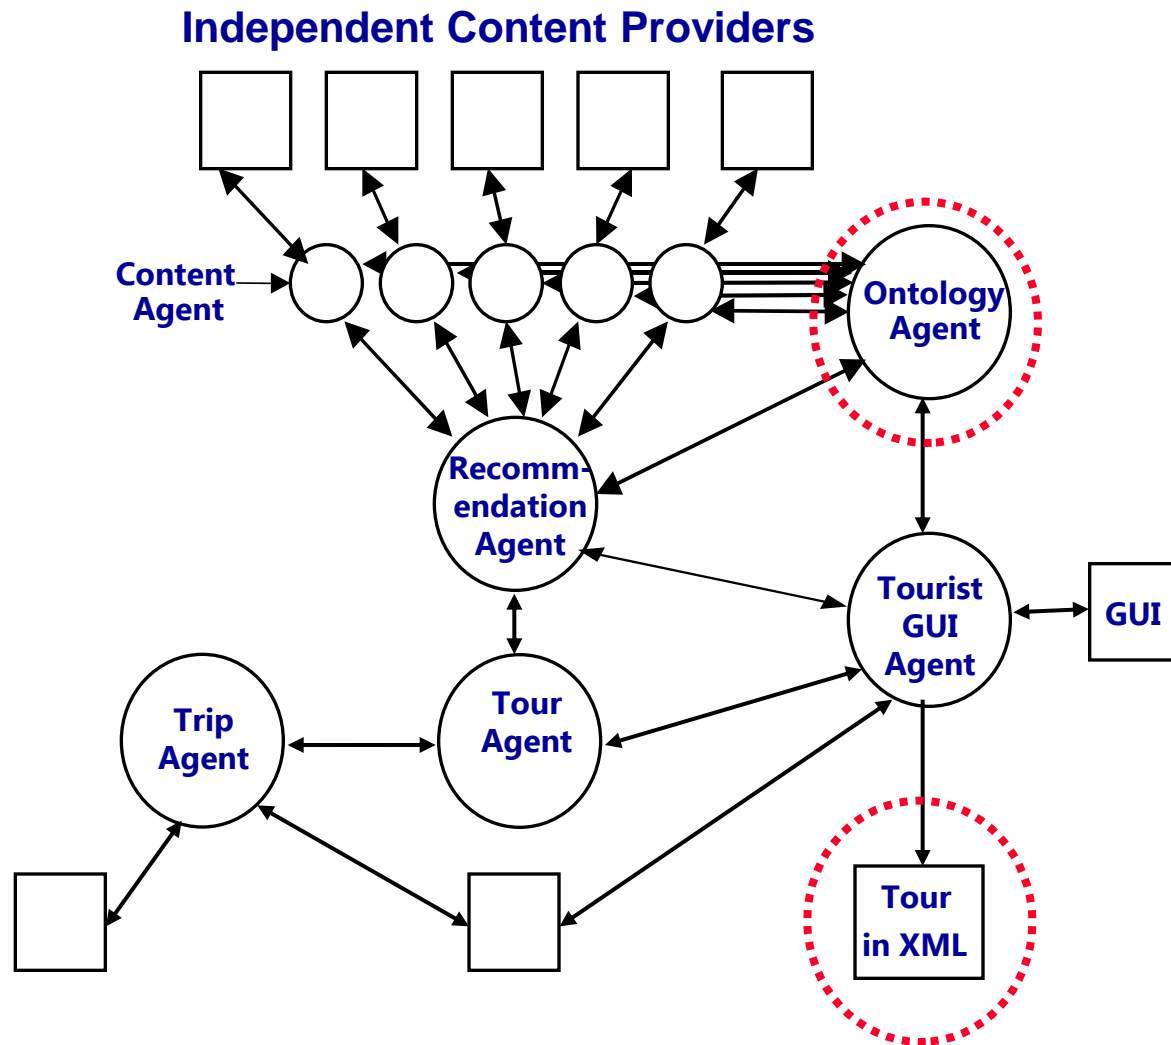 Independent Content Providers
Content
Agent
Ontology
Agent
Recomm-
endation
Agent
Tourist
GUI
Agent
GUI
Trip
Agent
Tour
Agent
Tour
in XML